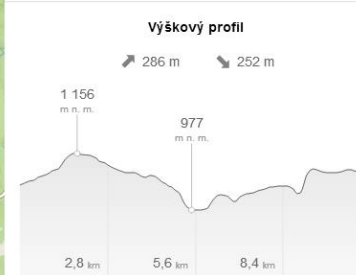 Výškový profil
286 m 252 m
1 156
m n. m.
977
m n. m.
2,8 km 5,6 km 8,4 km